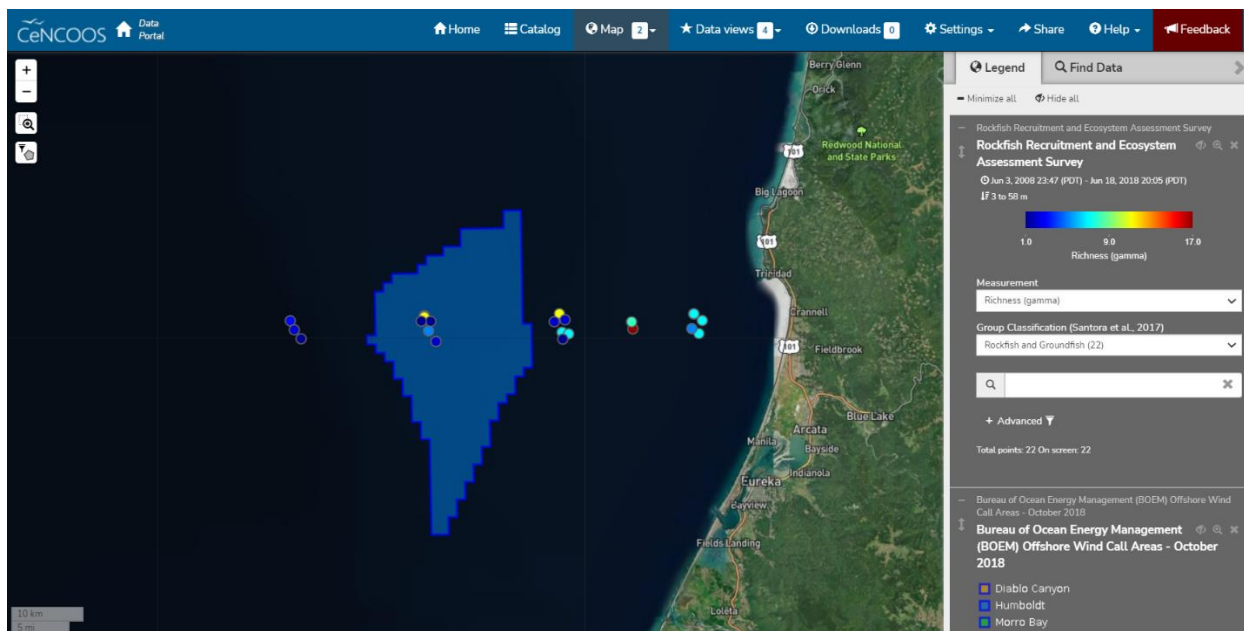 CeNCOOS
Data
Portal
Home
Catalog
Map 2
Data views 4
Downloads 0
Settings
Share
Help
Feedback
+
−
Berry Glenn
Orick
101
Redwood National
and State Parks
Big Lagoon
101
Trinidad
Crannell
101
Fieldbrook
Blue Lake
Arcata
Manila
Bayside
Indianola
Eureka
Bayview
Fields Landing
Loleta
10 km
5 mi
Legend
Find Data
Minimize all
Hide all
Rockfish Recruitment and Ecosystem Assessment Survey
Rockfish Recruitment and Ecosystem
Assessment Survey
Jun 3, 2008 23:47 (PDT) - Jun 18, 2018 20:05 (PDT)
3 to 58 m
1.0 9.0 17.0
Richness (gamma)
Measurement
Richness (gamma)
Group Classification (Santora et al., 2017)
Rockfish and Groundfish (22)
+ Advanced
Total points: 22 On screen: 22
Bureau of Ocean Energy Management (BOEM) Offshore Wind
Call Areas - October 2018
Bureau of Ocean Energy Management
(BOEM) Offshore Wind Call Areas - October
2018
Diablo Canyon
Humboldt
Morro Bay